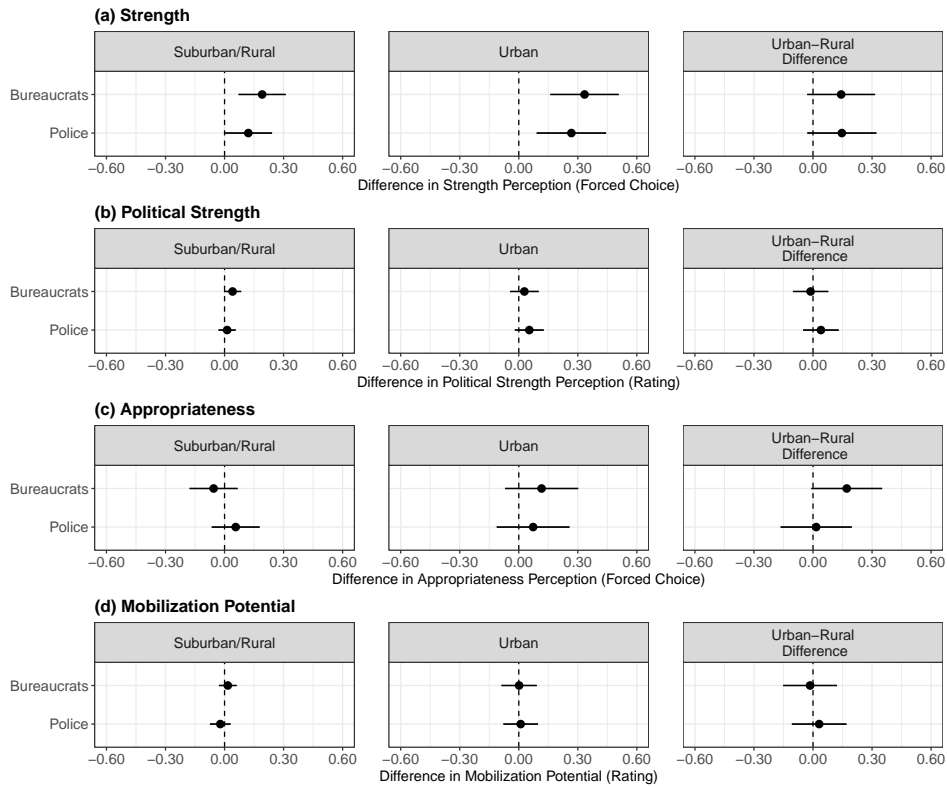 (a) Strength
Suburban/Rural
Urban
Urban−Rural
Difference
Bureaucrats
Police
−0.60 −0.30 0.00 0.30 0.60 −0.60 −0.30 0.00 0.30 0.60 −0.60 −0.30 0.00 0.30 0.60
Difference in Strength Perception (Forced Choice)
(b) Political Strength
Suburban/Rural
Urban
Urban−Rural
Difference
Bureaucrats
Police
−0.60 −0.30 0.00 0.30 0.60 −0.60 −0.30 0.00 0.30 0.60 −0.60 −0.30 0.00 0.30 0.60
Difference in Political Strength Perception (Rating)
(c) Appropriateness
Suburban/Rural
Urban
Urban−Rural
Difference
Bureaucrats
Police
−0.60 −0.30 0.00 0.30 0.60 −0.60 −0.30 0.00 0.30 0.60 −0.60 −0.30 0.00 0.30 0.60
Difference in Appropriateness Perception (Forced Choice)
(d) Mobilization Potential
Suburban/Rural
Urban
Urban−Rural
Difference
Bureaucrats
Police
−0.60 −0.30 0.00 0.30 0.60 −0.60 −0.30 0.00 0.30 0.60 −0.60 −0.30 0.00 0.30 0.60
Difference in Mobilization Potential (Rating)